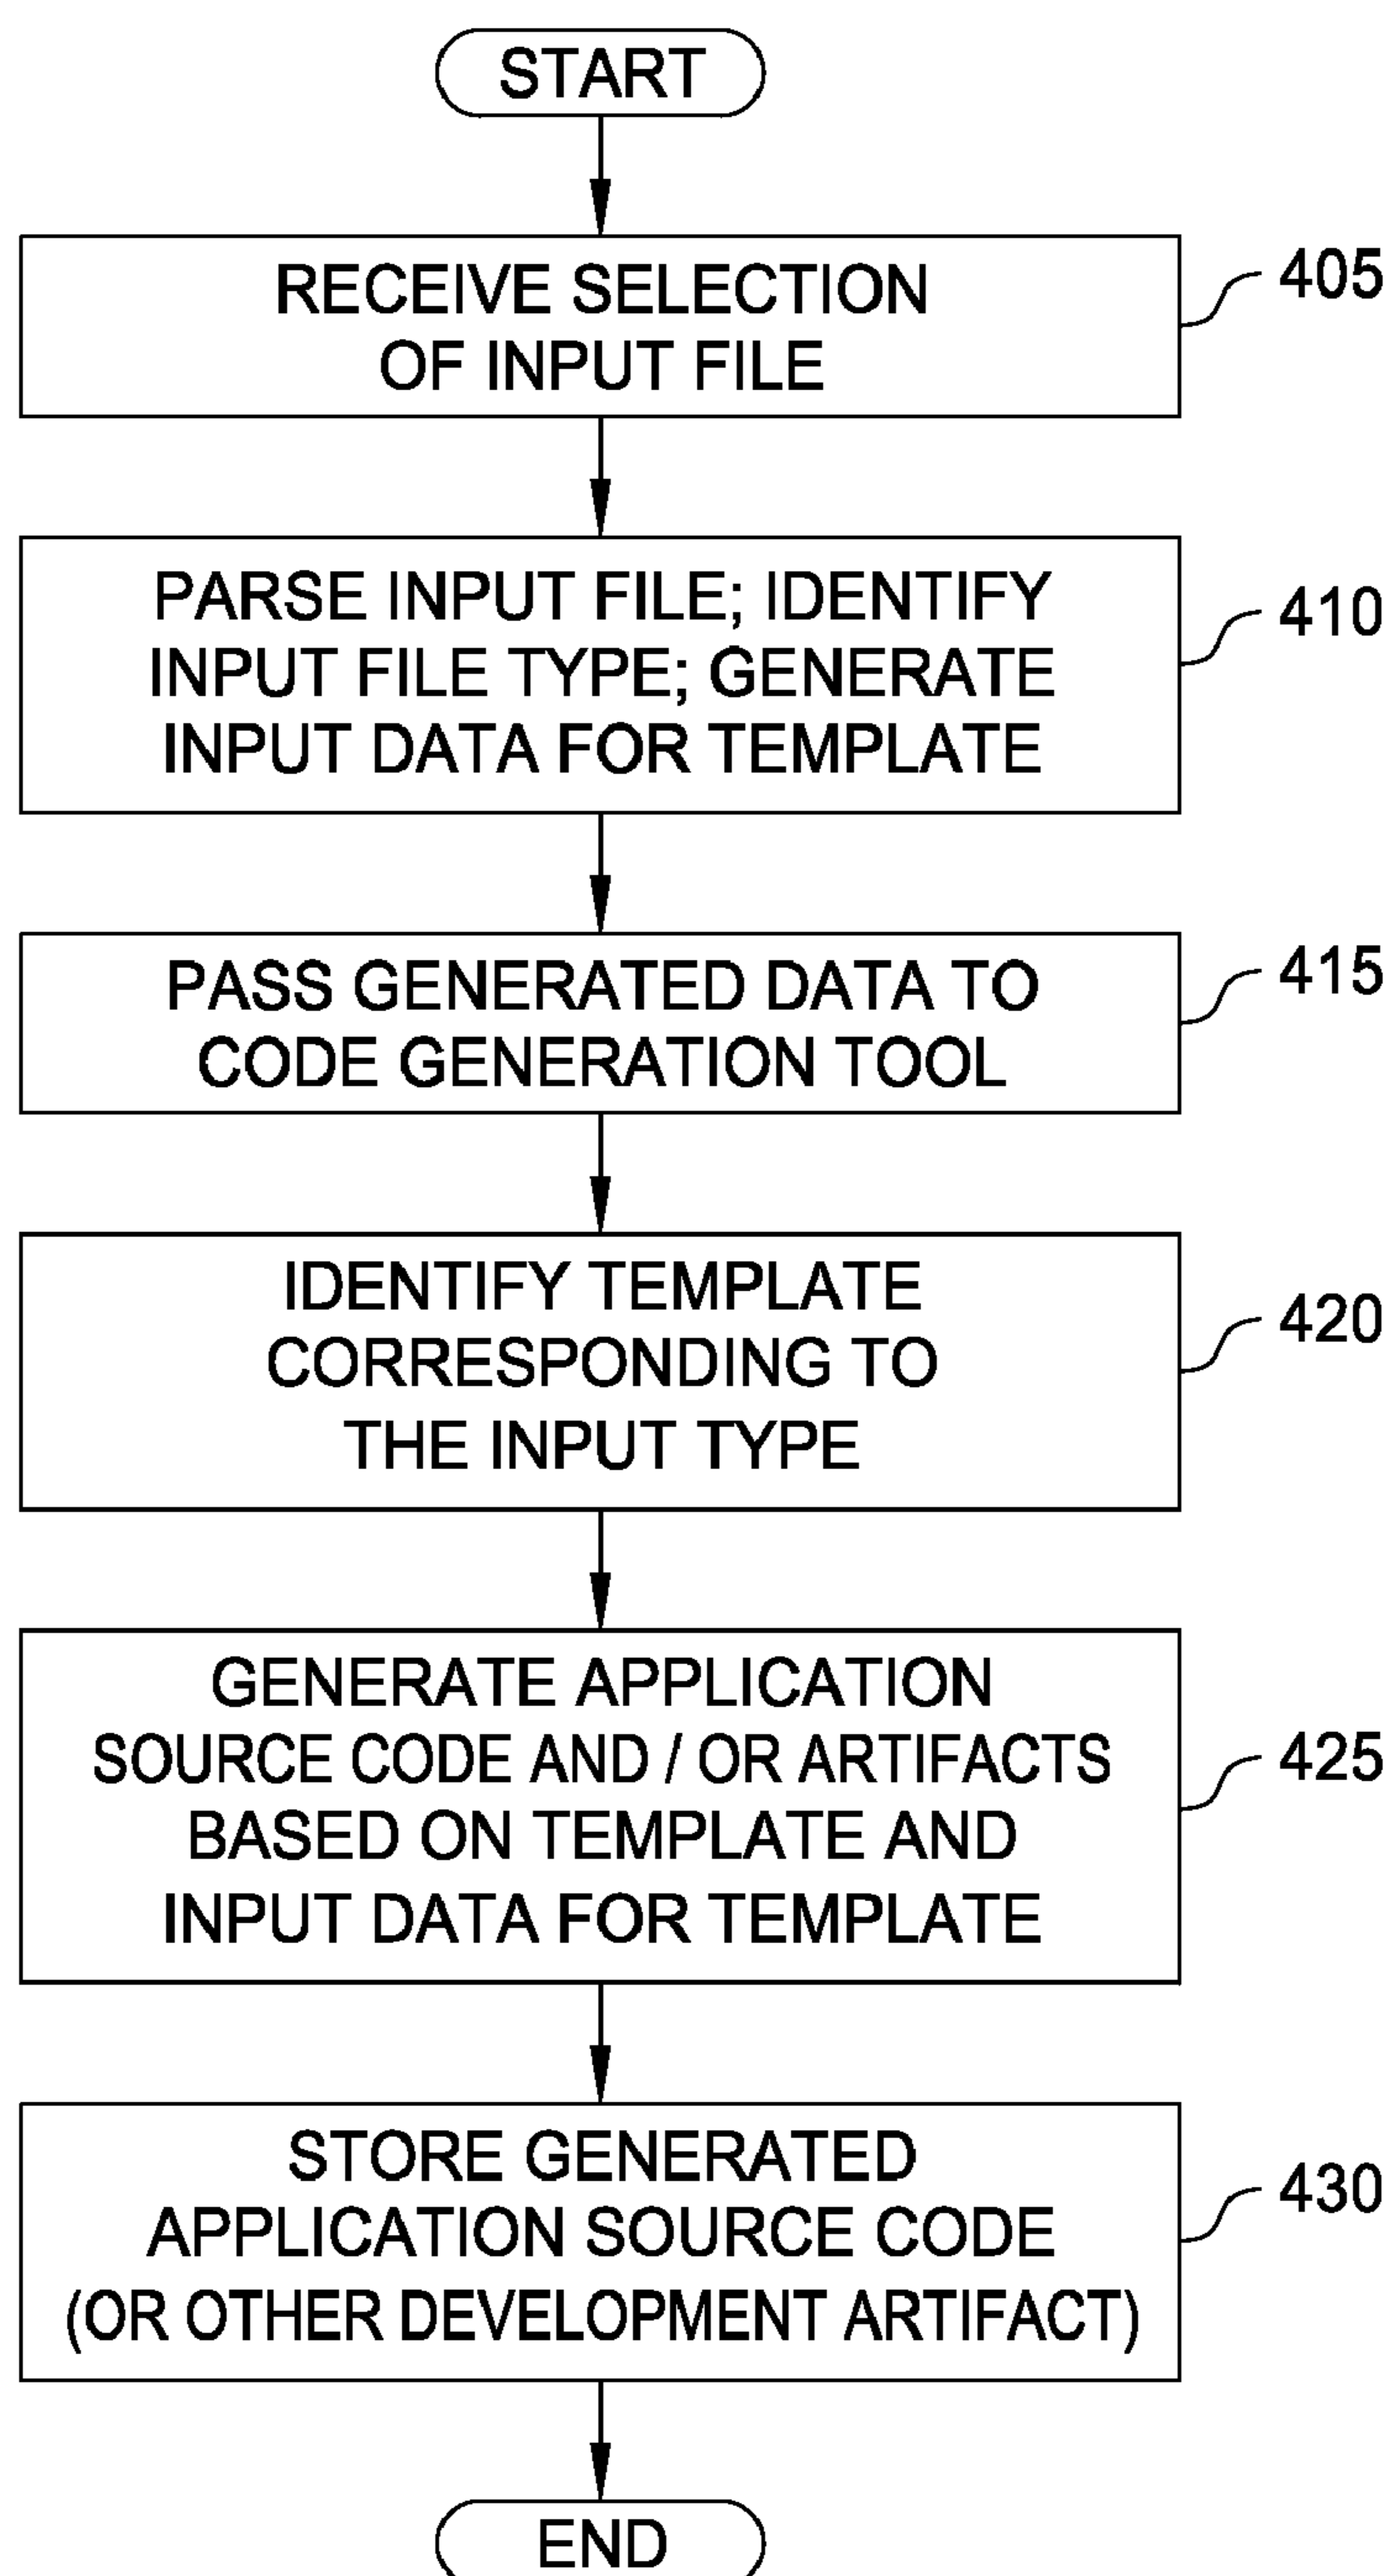 START
RECEIVE SELECTION
OF INPUT FILE
405
PARSE INPUT FILE; IDENTIFY
INPUT FILE TYPE; GENERATE
INPUT DATA FOR TEMPLATE
410
PASS GENERATED DATA TO
CODE GENERATION TOOL
415
IDENTIFY TEMPLATE
CORRESPONDING TO
THE INPUT TYPE
420
GENERATE APPLICATION
SOURCE CODE AND / OR ARTIFACTS
BASED ON TEMPLATE AND
INPUT DATA FOR TEMPLATE
425
STORE GENERATED
APPLICATION SOURCE CODE
(OR OTHER DEVELOPMENT ARTIFACT)
430
END